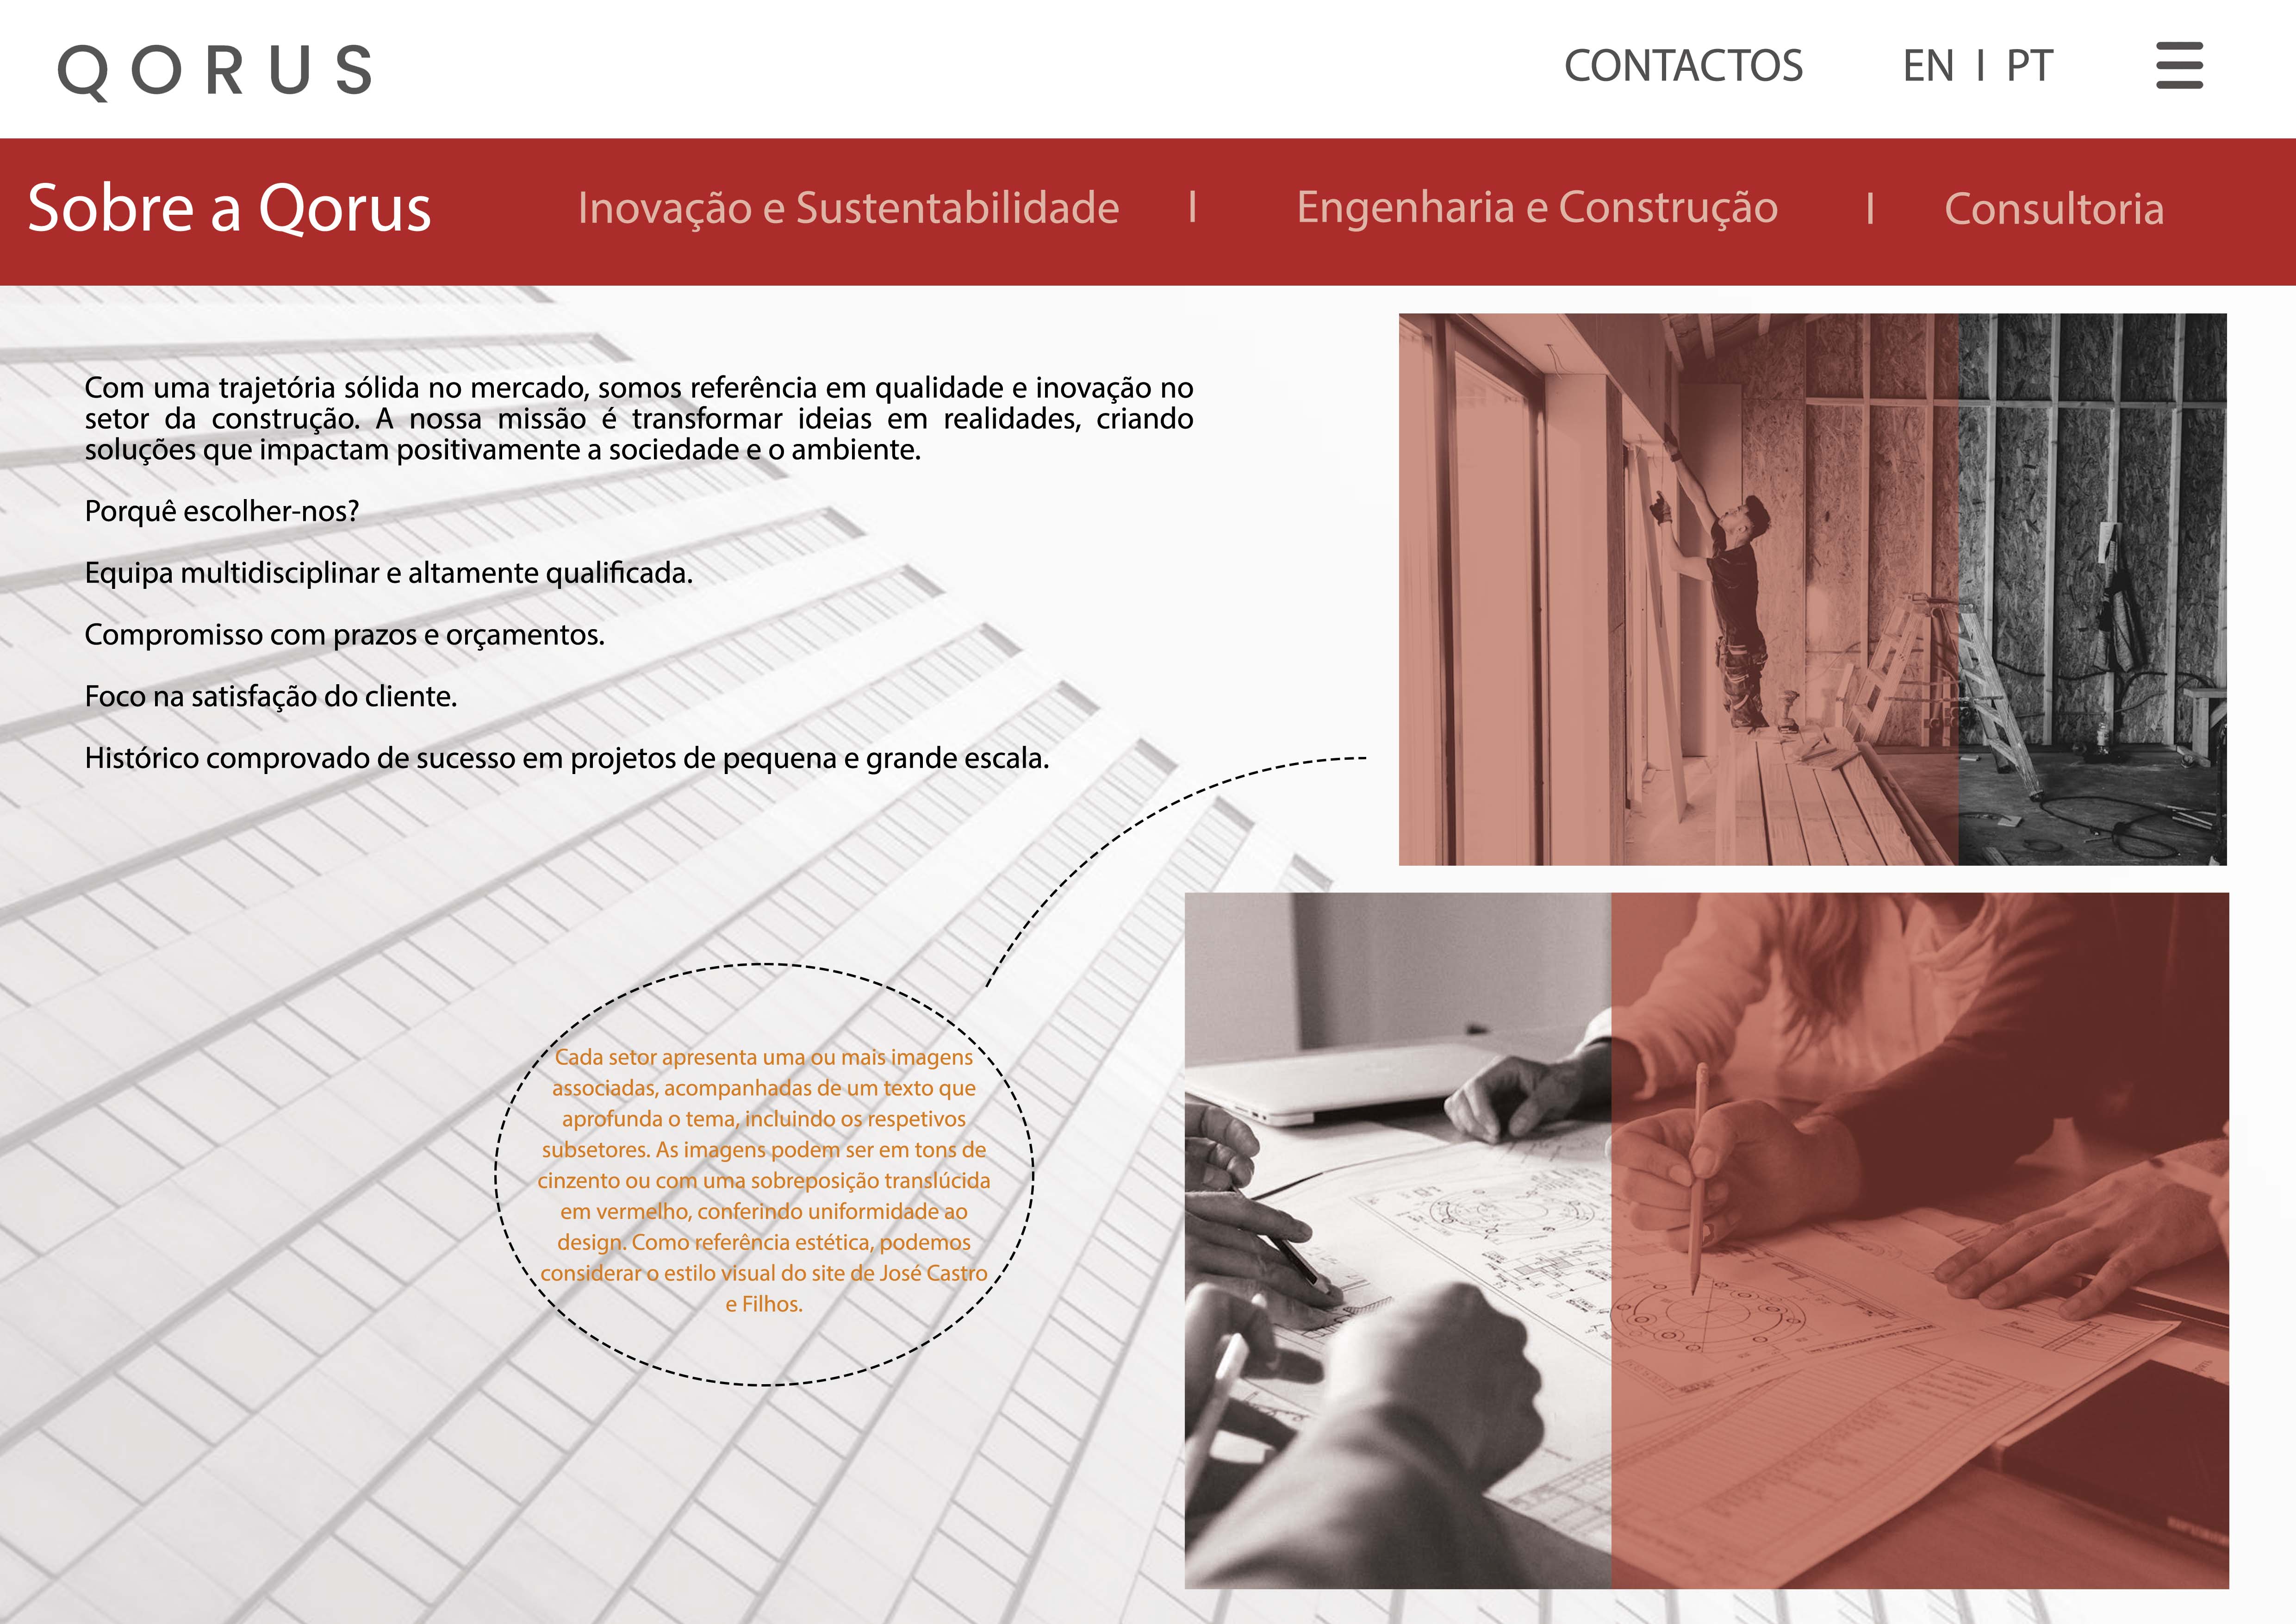 QORUS
CONTACTOS
EN I PT
Sobre a Qorus
Inovação e Sustentabilidade I Engenharia e Construção I Consultoria
Com uma trajetória sólida no mercado, somos referência em qualidade e inovação no
setor da construção. A nossa missão é transformar ideias em realidades, criando
soluções que impactam positivamente a sociedade e o ambiente.
Porquê escolher-nos?
Equipa multidisciplinar e altamente qualificada.
Compromisso com prazos e orçamentos.
Foco na satisfação do cliente.
Histórico comprovado de sucesso em projetos de pequena e grande escala.
Cada setor apresenta uma ou mais imagens
associadas, acompanhadas de um texto que
aprofunda o tema, incluindo os respetivos
subsetores. As imagens podem ser em tons de
cinzento ou com uma sobreposição translúcida
em vermelho, conferindo uniformidade ao
design. Como referência estética, podemos
considerar o estilo visual do site de José Castro
e Filhos.